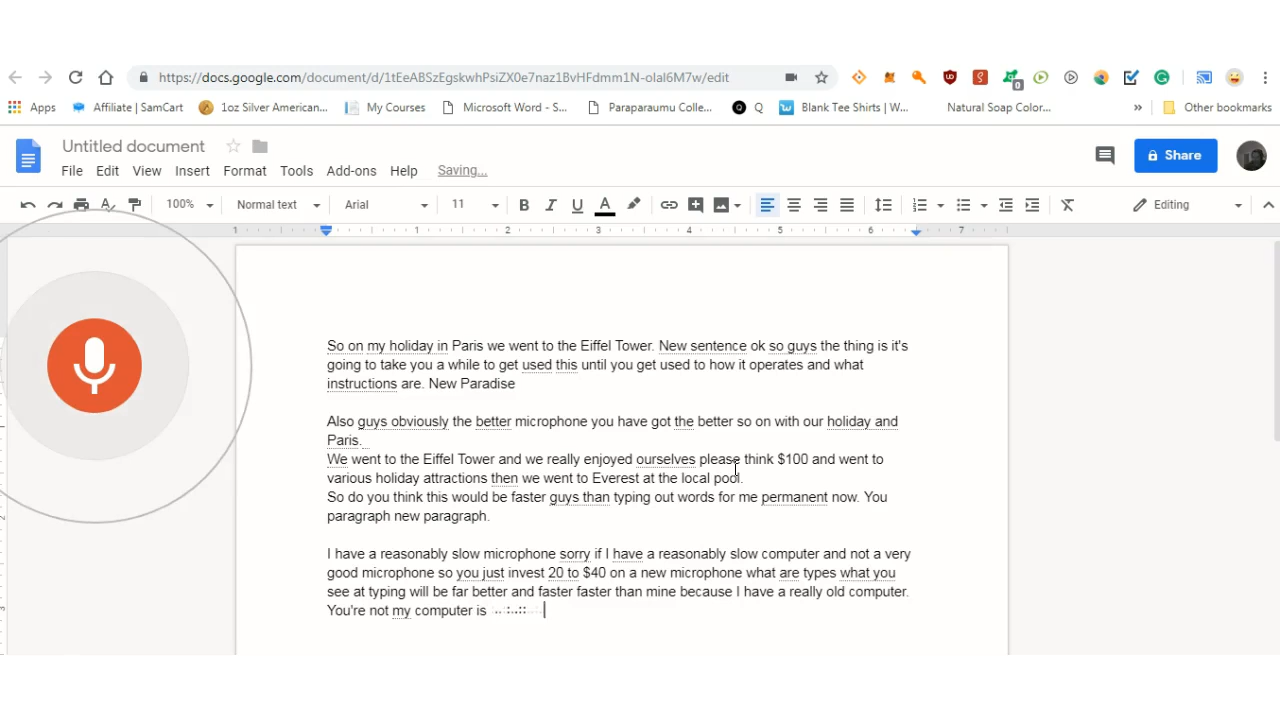 https://docs.google.com/document/d/1tEeABSzEgskwhPsiZX0e7naz1BvHFdmm1N-olal6M7w/edit
Apps Affiliate | SamCart 1oz Silver American... My Courses Microsoft Word - S... Paraparaumu Colle... Q Q Blank Tee Shirts | W... Natural Soap Color... » Other bookmarks
Untitled document
File Edit View Insert Format Tools Add-ons Help Saving...
Share
100% Normal text Arial 11 B I U A Editing
1 1 2 3 4 5 6 7
So on my holiday in Paris we went to the Eiffel Tower. New sentence ok so guys the thing is it's
going to take you a while to get used this until you get used to how it operates and what
instructions are. New Paradise
Also guys obviously the better microphone you have got the better so on with our holiday and
Paris.
We went to the Eiffel Tower and we really enjoyed ourselves please think $100 and went to
various holiday attractions then we went to Everest at the local pool.
So do you think this would be faster guys than typing out words for me permanent now. You
paragraph new paragraph.
I have a reasonably slow microphone sorry if I have a reasonably slow computer and not a very
good microphone so you just invest 20 to $40 on a new microphone what are types what you
see at typing will be far better and faster faster than mine because I have a really old computer.
You're not my computer is